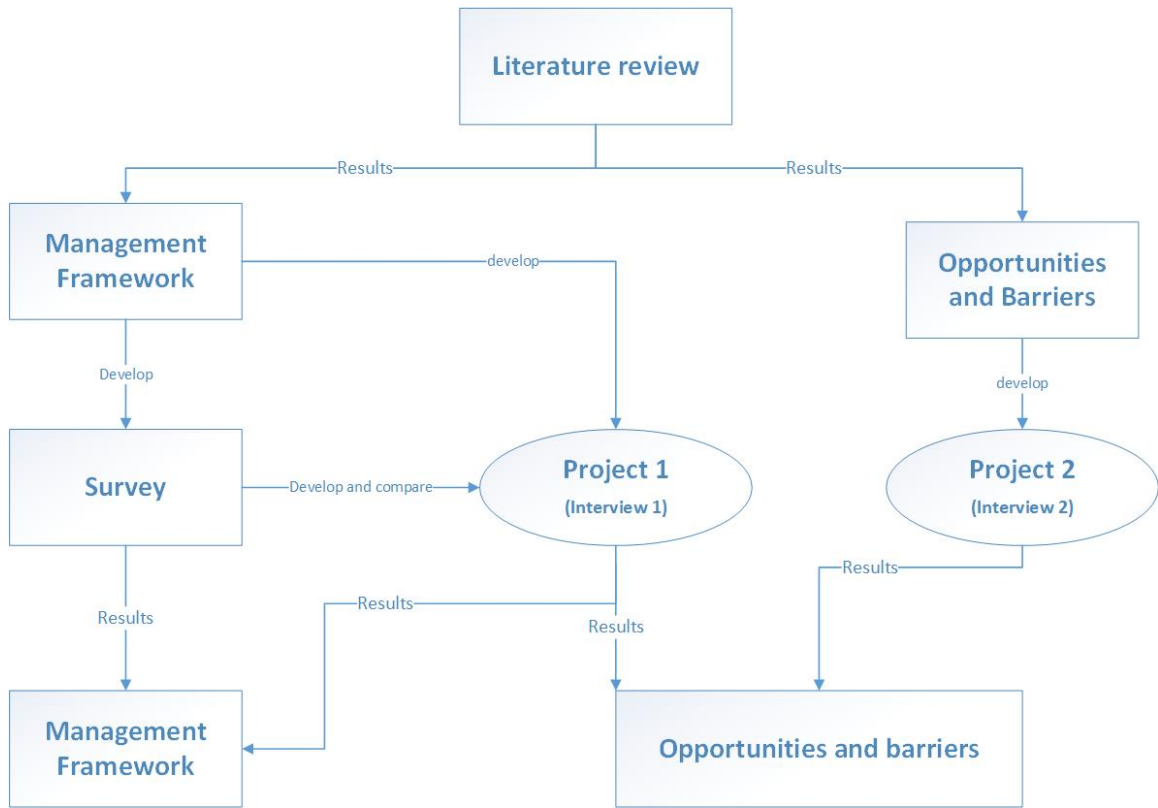 Literature review
Results
Results
Management
Framework
develop
Opportunities
and Barriers
Develop
develop
Survey
Develop and compare
Project 1
(Interview 1)
Project 2
(Interview 2)
Results
Results
Results
Results
Management
Framework
Opportunities and barriers